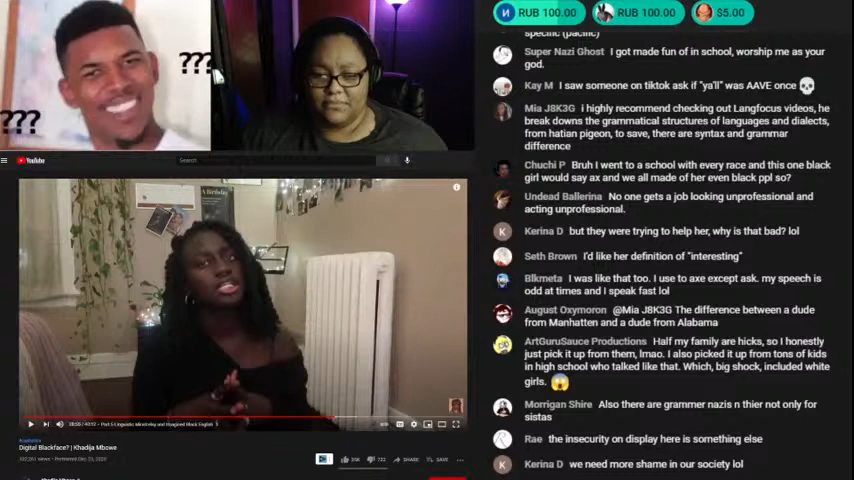 ???
???
RUB 100.00
RUB 100.00
$5.00
specific (pacific)
Super Nazi Ghost I got made fun of in school, worship me as your
god.
Kay M I saw someone on tiktok ask if "ya'll" was AAVE once
Mia J8K3G i highly recommend checking out Langfocus videos, he
break downs the grammatical structures of languages and dialects,
from hatian pigeon, to save, there are syntax and grammar
difference
Chuchi P Bruh I went to a school with every race and this one black
girl would say ax and we all made of her even black ppl so?
Undead Ballerina No one gets a job looking unprofessional and
acting unprofessional.
Kerina D but they were trying to help her, why is that bad? lol
Seth Brown I'd like her definition of "interesting"
Blkmeta I was like that too. I use to axe except ask. my speech is
odd at times and I speak fast lol
August Oxymoron @Mia J8K3G The difference between a dude
from Manhatten and a dude from Alabama
ArtGuruSauce Productions Half my family are hicks, so I honestly
just pick it up from them, lmao. I also picked it up from tons of kids
in high school who talked like that. Which, big shock, included white
girls.
Morrigan Shire Also there are grammer nazis n thier not only for
sistas
Rae the insecurity on display here is something else
Kerina D we need more shame in our society lol
YouTube
Search
Digital Blackface? | Khadija Mbowe
SHARE
SAVE